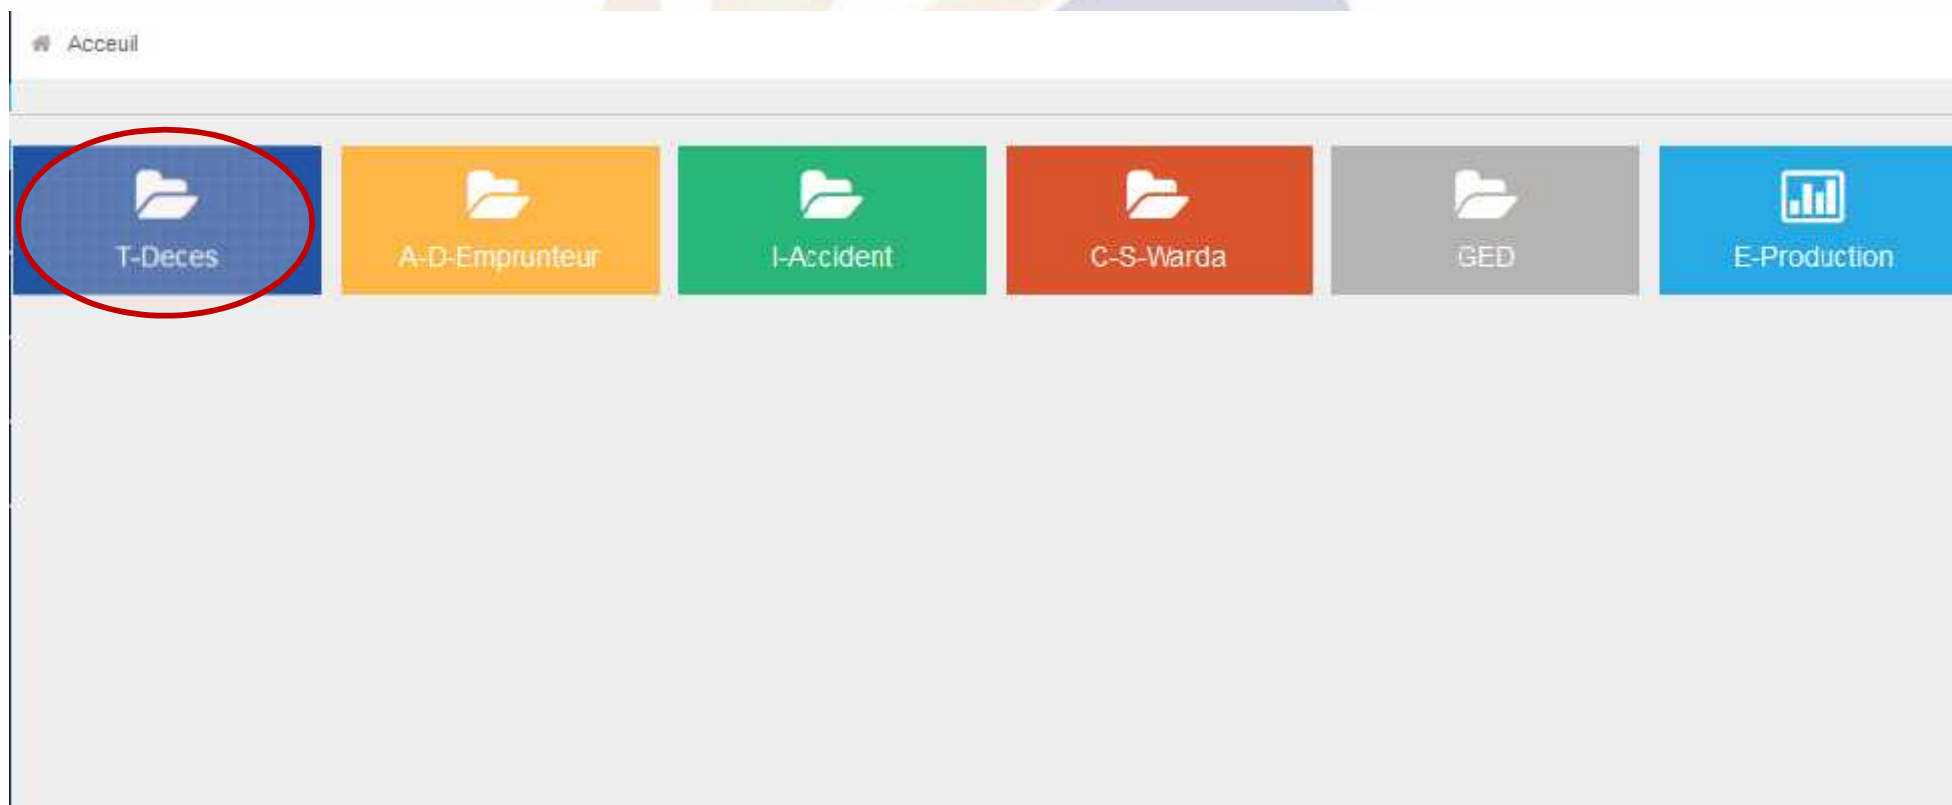 Acceuil
T-Deces
A-D-Emprunteur
I-Accident
C-S-Warda
GED
E-Production